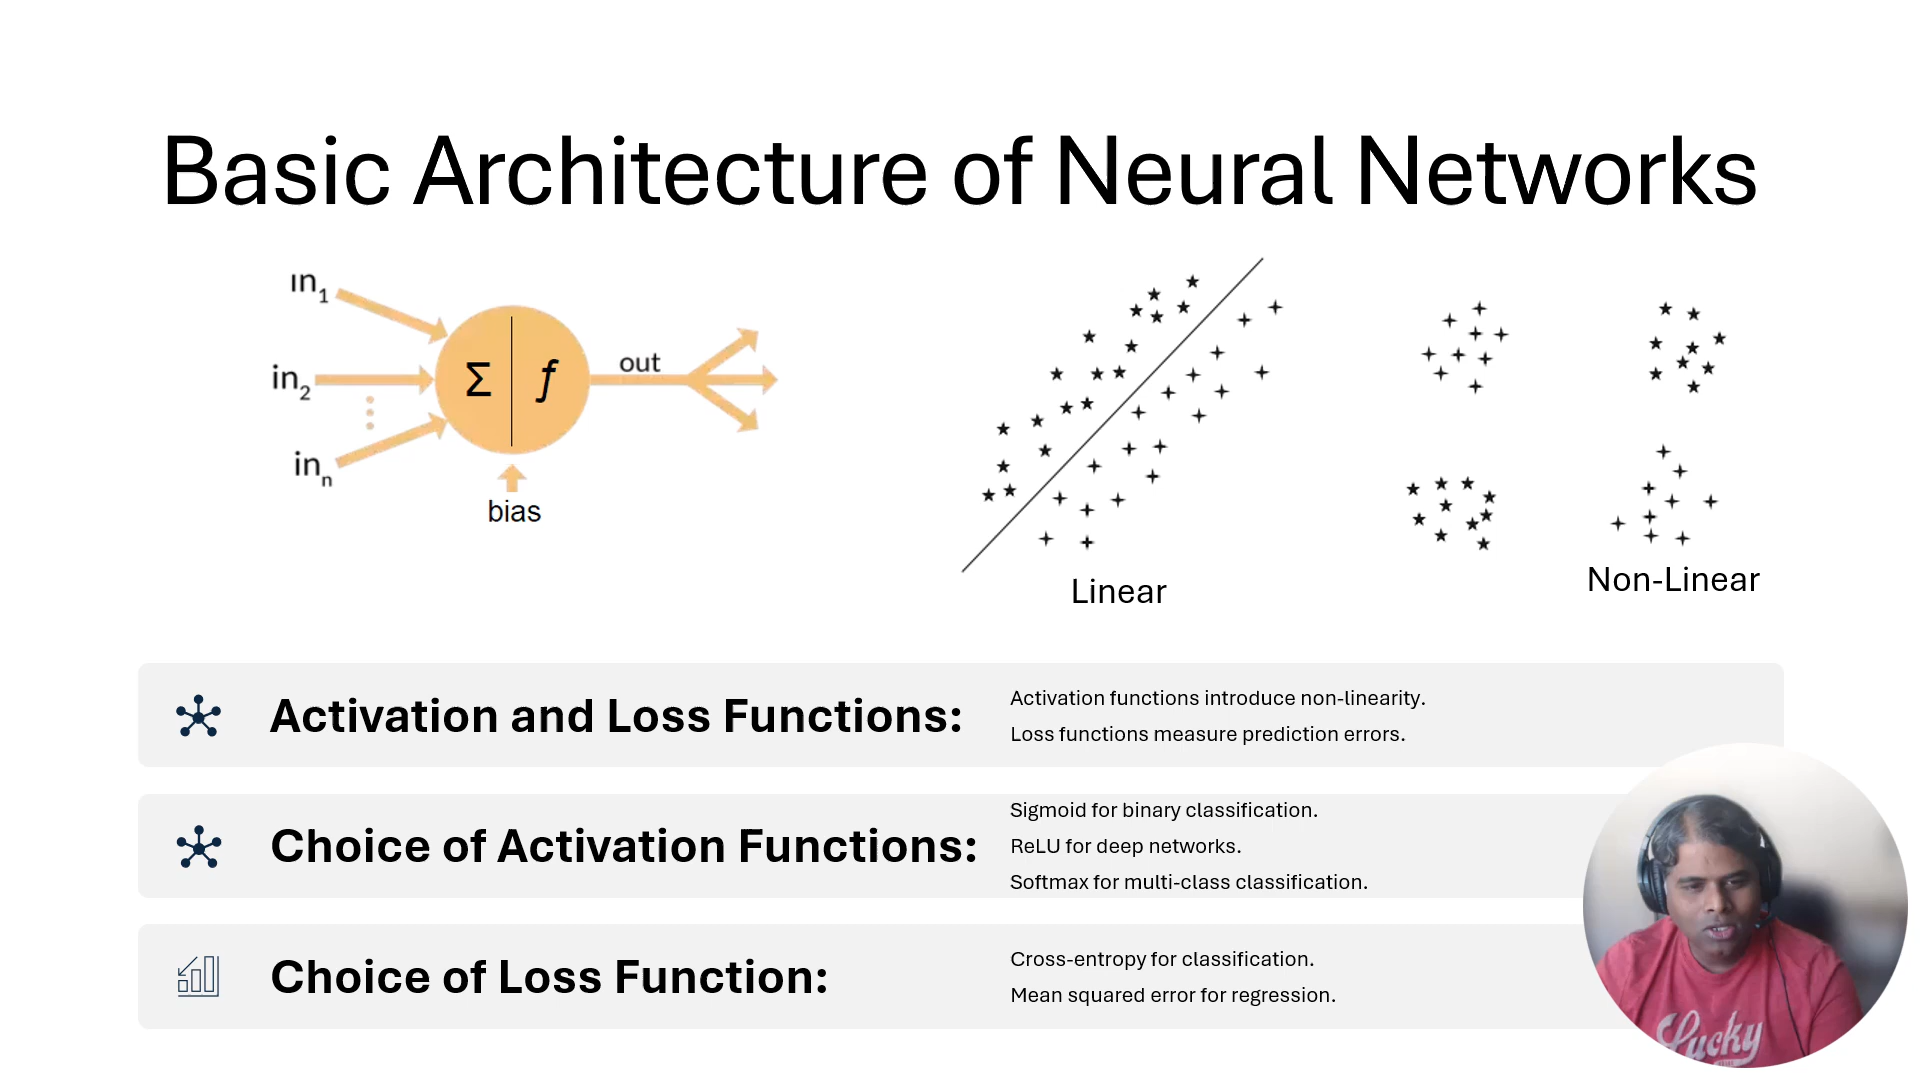 Basic Architecture of Neural Networks
in1
in2
inn
Σ f
out
bias
Linear
Non-Linear
Activation and Loss Functions:
Activation functions introduce non-linearity.
Loss functions measure prediction errors.
Choice of Activation Functions:
Sigmoid for binary classification.
ReLU for deep networks.
Softmax for multi-class classification.
Choice of Loss Function:
Cross-entropy for classification.
Mean squared error for regression.
Lucky